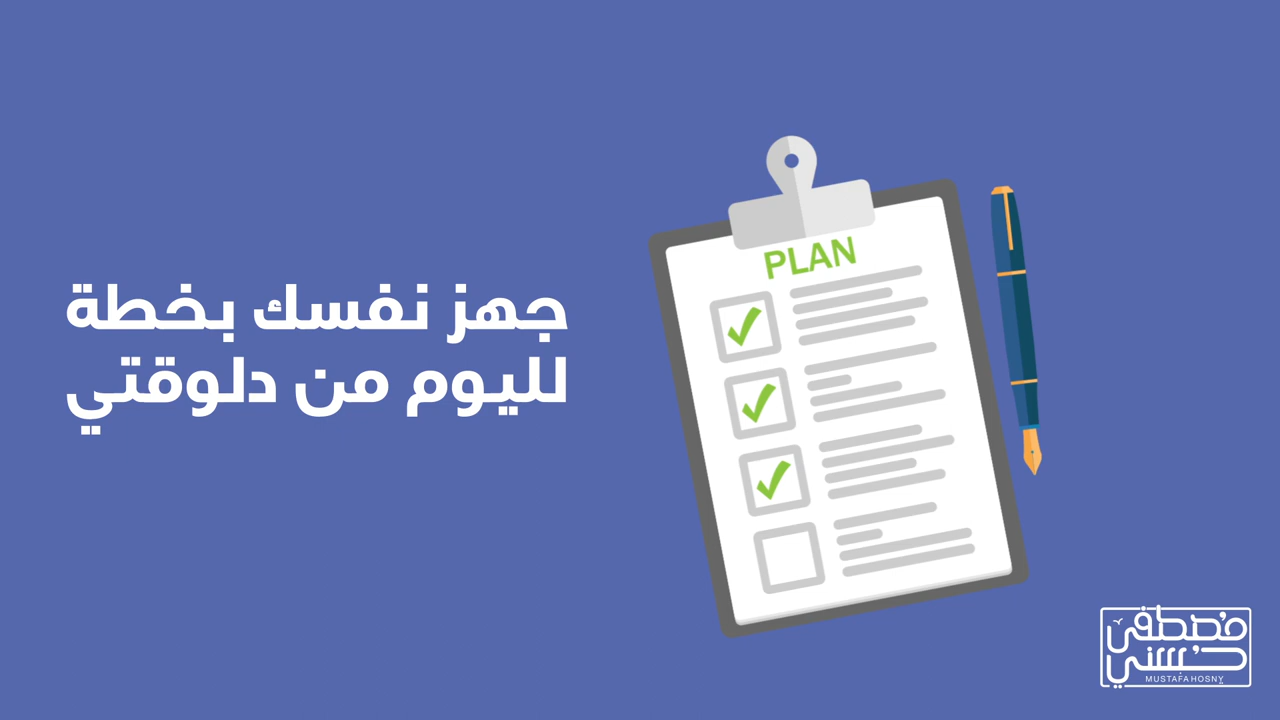 جهز نفسك بخطة
لليوم من دلوقتي
PLAN
مصطفى
حسني
MUSTAFA HOSNY